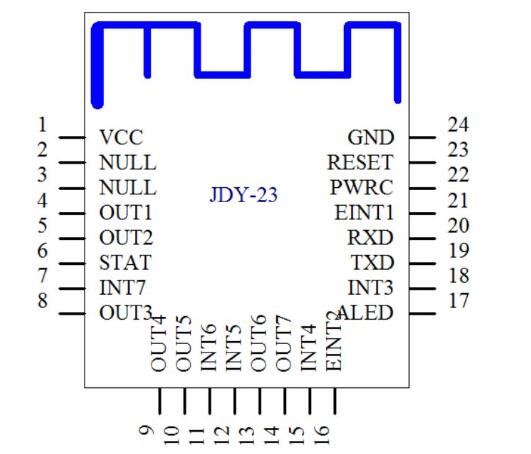 1 VCC GND 24
2 NULL RESET 23
3 NULL PWRC 22
JDY-23
4 OUT1 EINT1 21
5 OUT2 RXD 20
6 STAT TXD 19
7 INT7 INT3 18
8 OUT3 ALED 17
OUT4
OUT5
INT6
INT5
OUT6
OUT7
INT4
EINT2
9
10
11
12
13
14
15
16